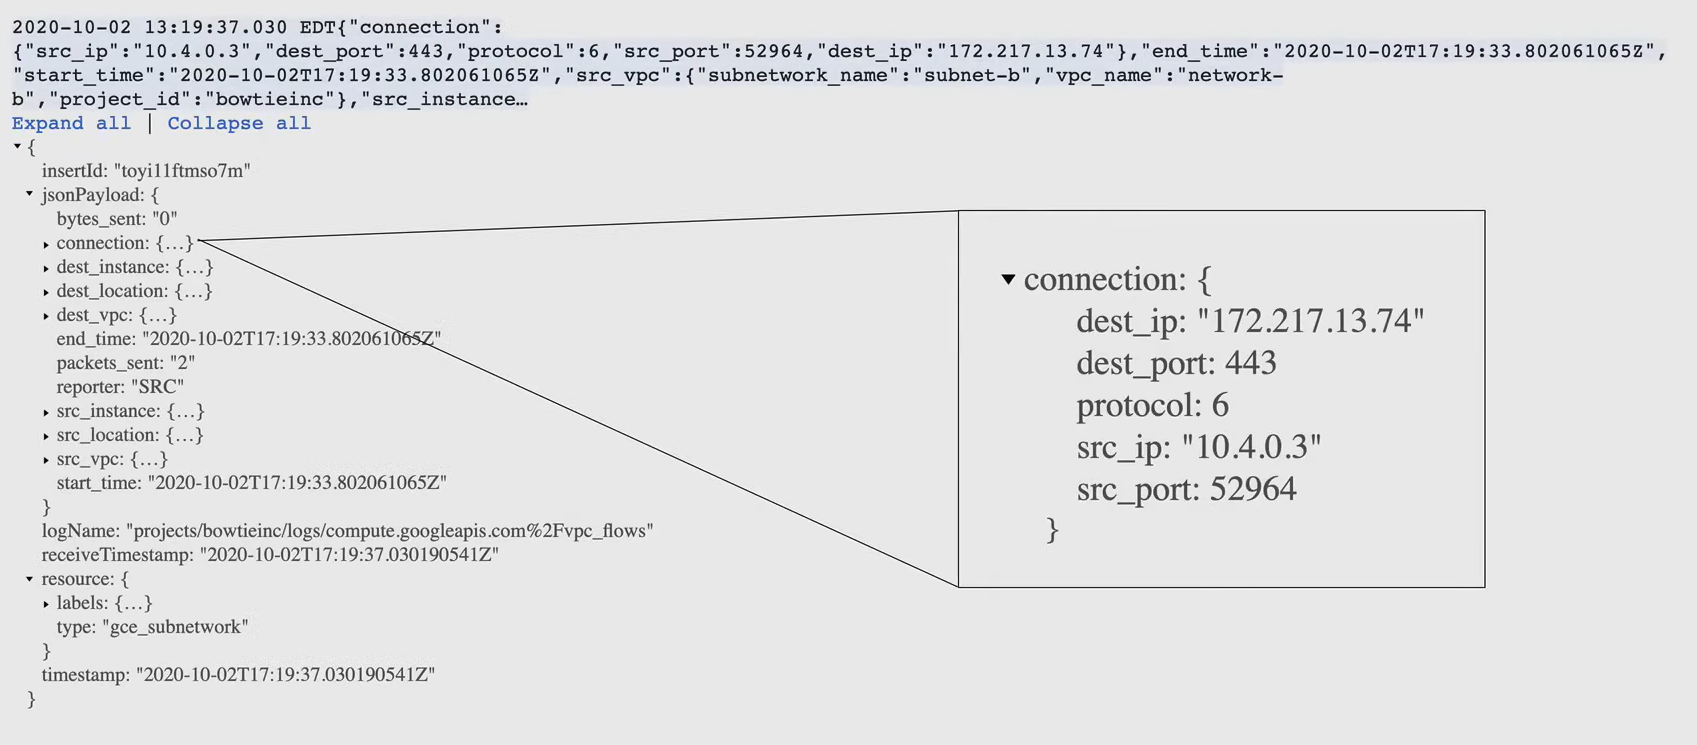 2020-10-02 13:19:37.030 EDT{"connection":
{"src_ip":"10.4.0.3","dest_port":443,"protocol":6,"src_port":52964,"dest_ip":"172.217.13.74"},"end_time":"2020-10-02T17:19:33.802061065Z",
"start_time":"2020-10-02T17:19:33.802061065Z","src_vpc":{"subnetwork_name":"subnet-b","vpc_name":"network-
b","project_id":"bowtieinc"},"src_instance…
Expand all | Collapse all
{
insertId: "toyi11ftmso7m"
jsonPayload: {
bytes_sent: "0"
connection: {…}
dest_instance: {…}
dest_location: {…}
dest_vpc: {…}
end_time: "2020-10-02T17:19:33.802061065Z"
packets_sent: "2"
reporter: "SRC"
src_instance: {…}
src_location: {…}
src_vpc: {…}
start_time: "2020-10-02T17:19:33.802061065Z"
}
logName: "projects/bowtieinc/logs/compute.googleapis.com%2Fvpc_flows"
receiveTimestamp: "2020-10-02T17:19:37.030190541Z"
resource: {
labels: {…}
type: "gce_subnetwork"
}
timestamp: "2020-10-02T17:19:37.030190541Z"
}
connection: {
dest_ip: "172.217.13.74"
dest_port: 443
protocol: 6
src_ip: "10.4.0.3"
src_port: 52964
}